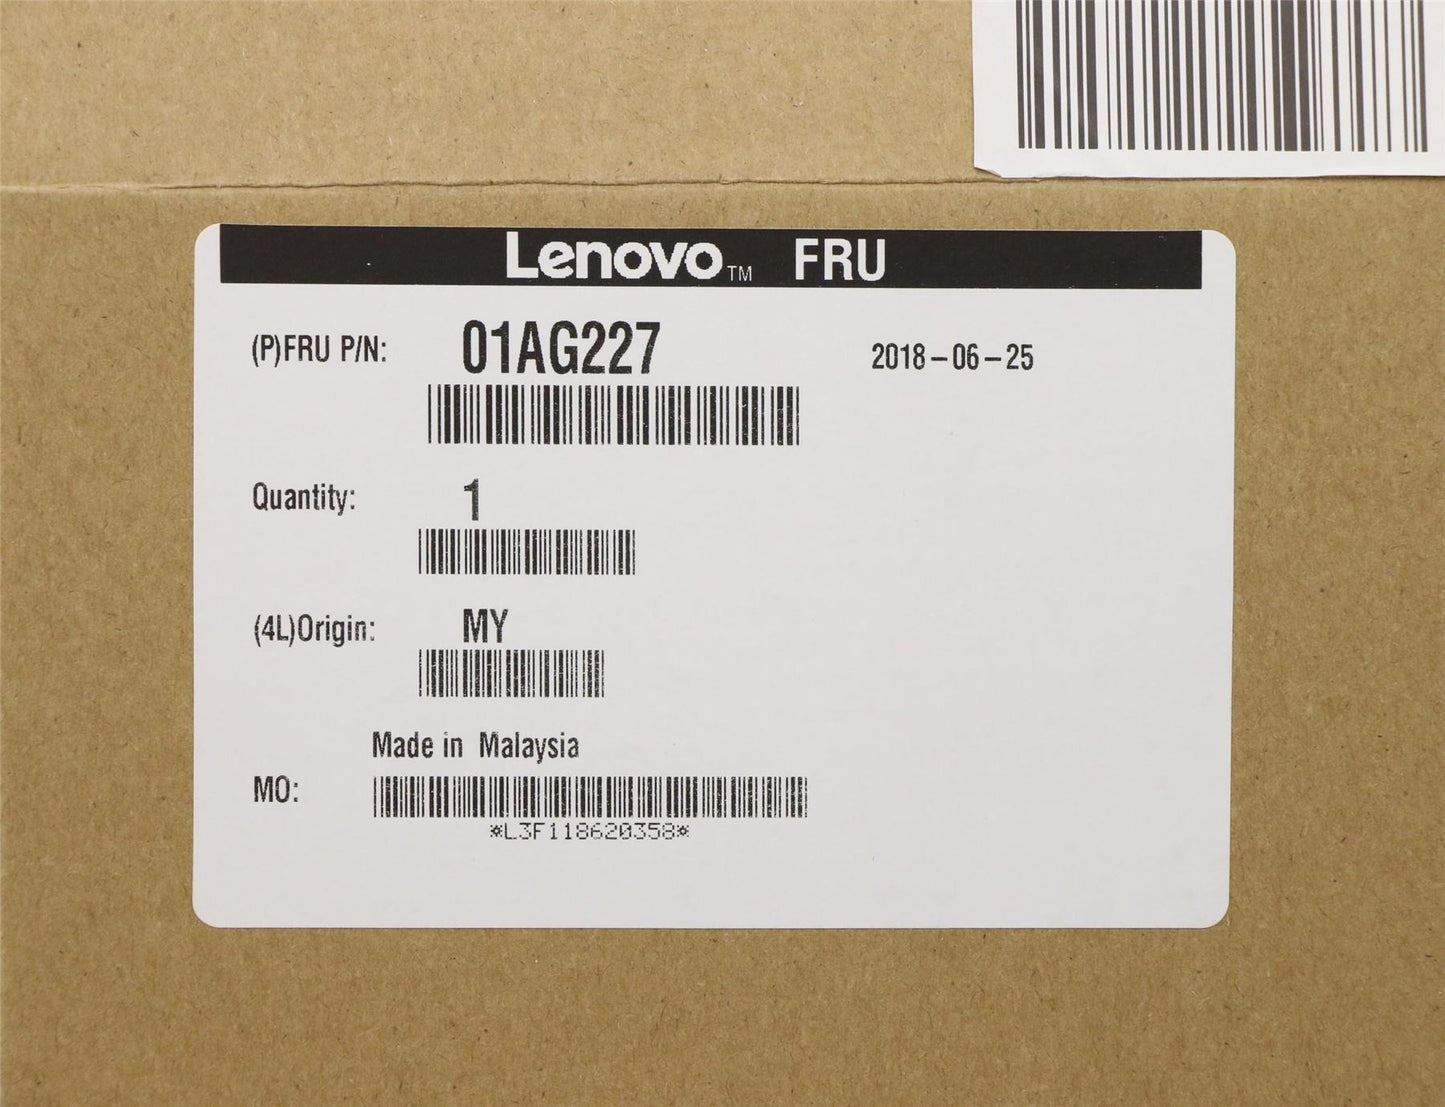 Lenovo™ FRU
(P)FRU P/N: 01AG227 2018-06-25
Quantity: 1
(4L)Origin: MY
Made in Malaysia
MO:
*L3F118620358*